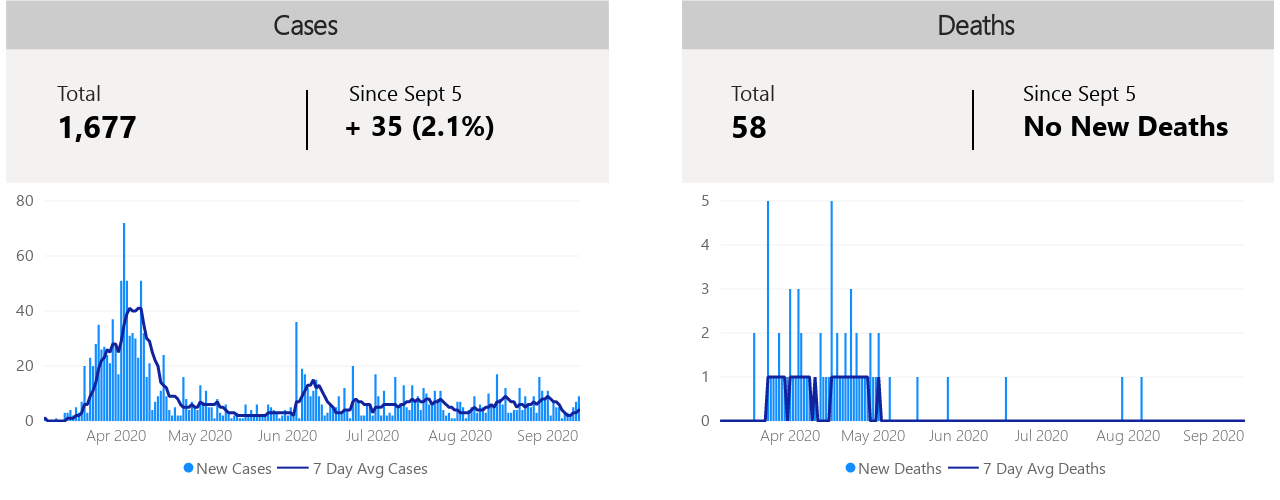 Cases
Total
1,677
Since Sept 5
+ 35 (2.1%)
80
60
40
20
0
Apr 2020 May 2020 Jun 2020 Jul 2020 Aug 2020 Sep 2020
New Cases 7 Day Avg Cases
Deaths
Total
58
Since Sept 5
No New Deaths
5
4
3
2
1
0
Apr 2020 May 2020 Jun 2020 Jul 2020 Aug 2020 Sep 2020
New Deaths 7 Day Avg Deaths